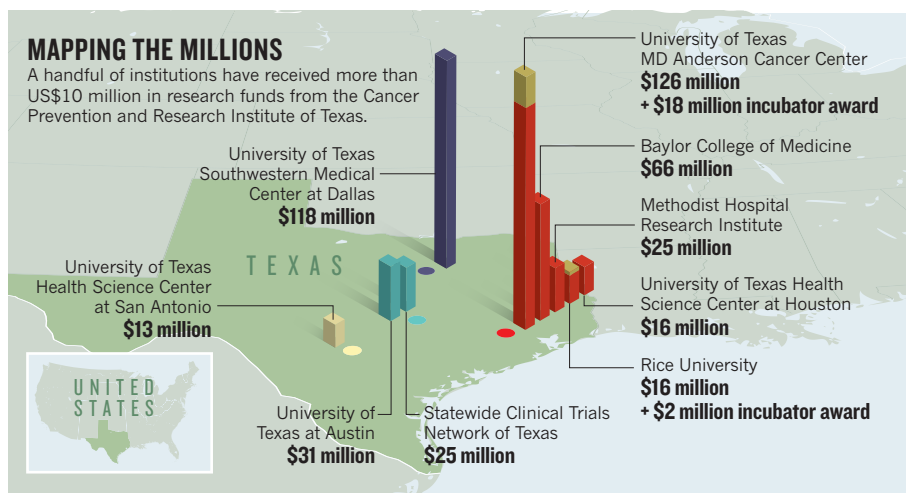 MAPPING THE MILLIONS
A handful of institutions have received more than
US$10 million in research funds from the Cancer
Prevention and Research Institute of Texas.
University of Texas
Southwestern Medical
Center at Dallas
$118 million
University of Texas
MD Anderson Cancer Center
$126 million
+ $18 million incubator award
Baylor College of Medicine
$66 million
Methodist Hospital
Research Institute
$25 million
University of Texas Health
Science Center at Houston
$16 million
Rice University
$16 million
+ $2 million incubator award
TEXAS
University of Texas
Health Science Center
at San Antonio
$13 million
UNITED
STATES
University of
Texas at Austin
$31 million
Statewide Clinical Trials
Network of Texas
$25 million